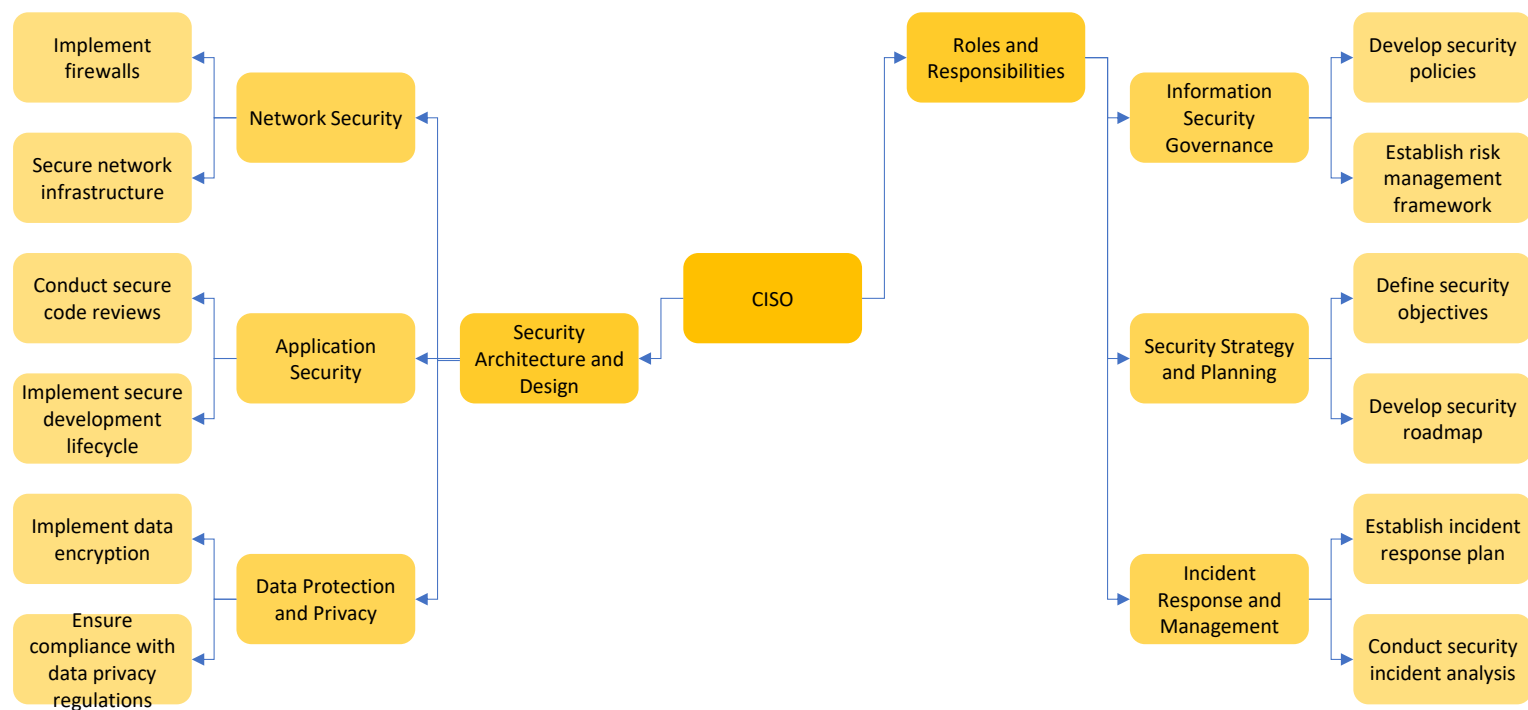 Implement
firewalls
Secure network
infrastructure
Network Security
Conduct secure
code reviews
Implement secure
development
lifecycle
Application
Security
Implement data
encryption
Ensure
compliance with
data privacy
regulations
Data Protection
and Privacy
Security
Architecture and
Design
CISO
Roles and
Responsibilities
Information
Security
Governance
Develop security
policies
Establish risk
management
framework
Security Strategy
and Planning
Define security
objectives
Develop security
roadmap
Incident
Response and
Management
Establish incident
response plan
Conduct security
incident analysis